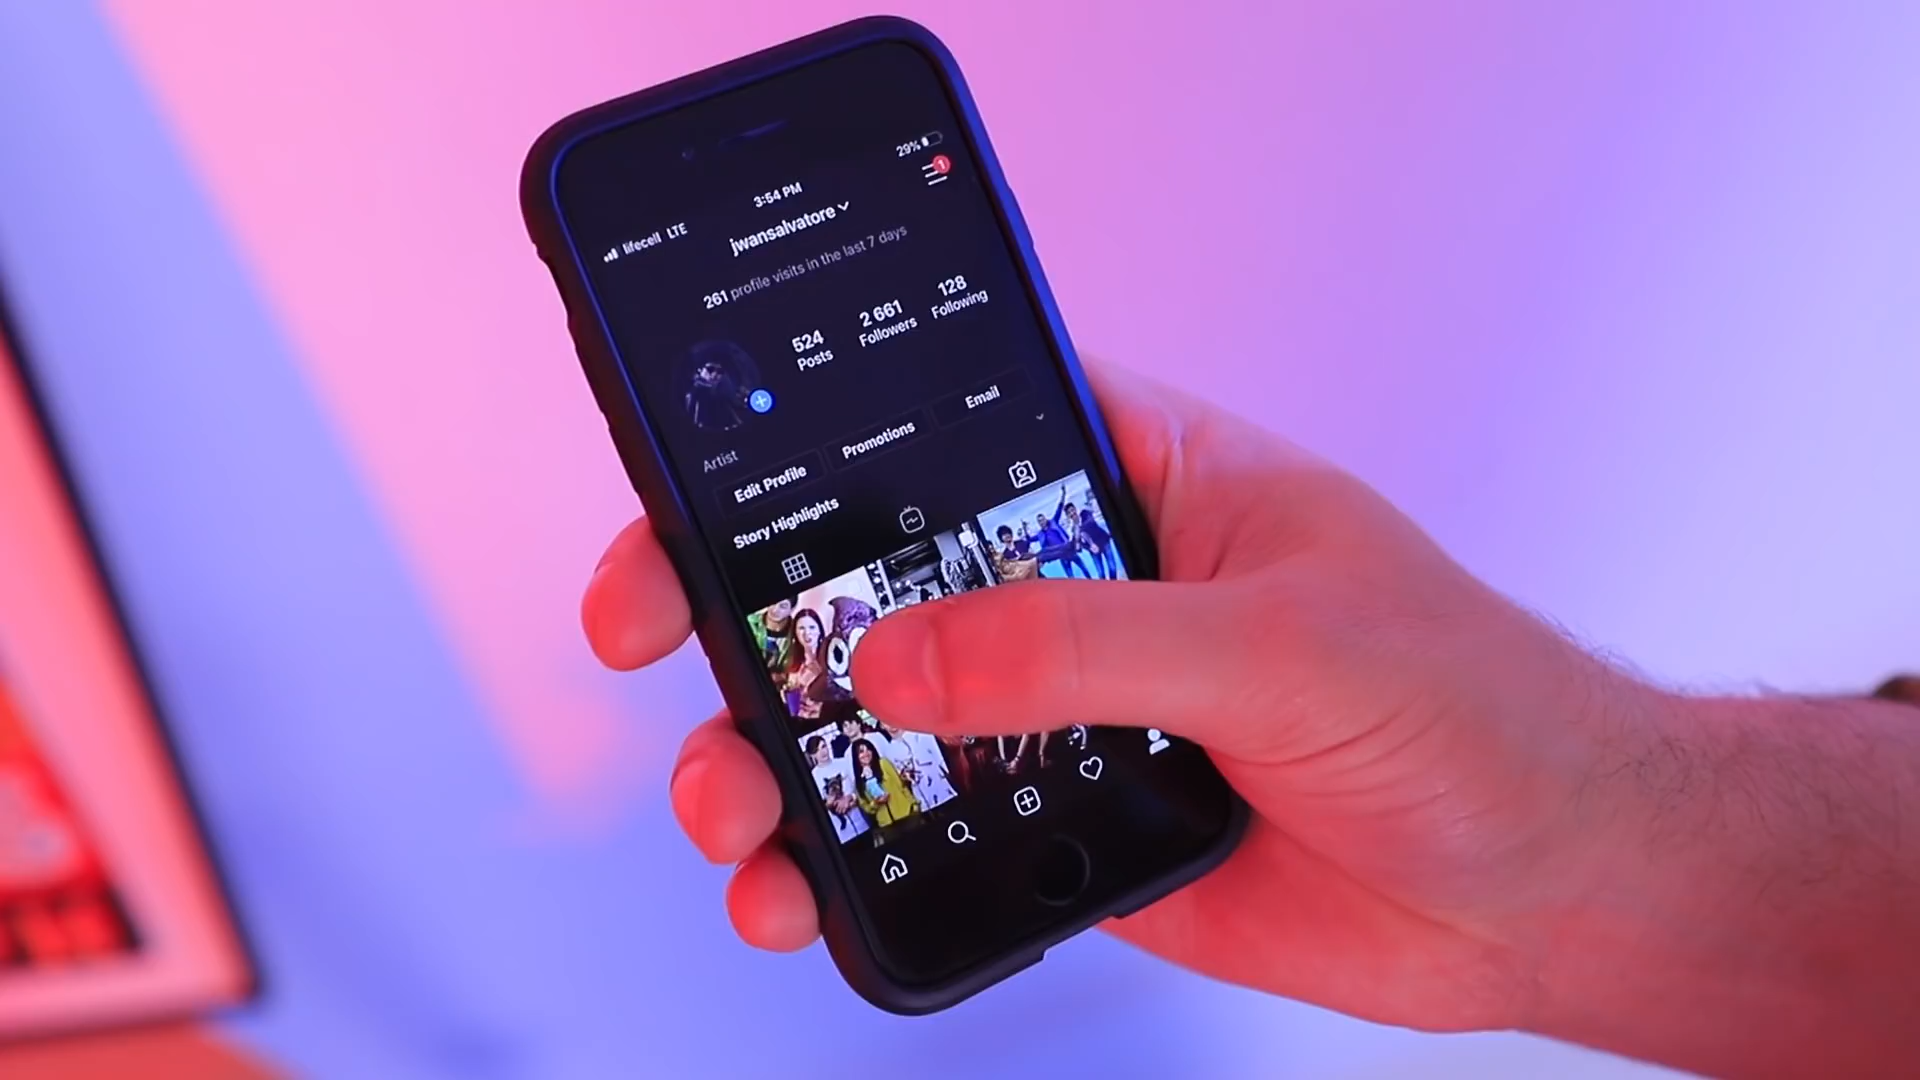 29%
1
3:54 PM
lifecell LTE
jwansalvatore
261 profile visits in the last 7 days
524 2 661 128
Posts Followers Following
Artist
Edit Profile Promotions Email
Story Highlights